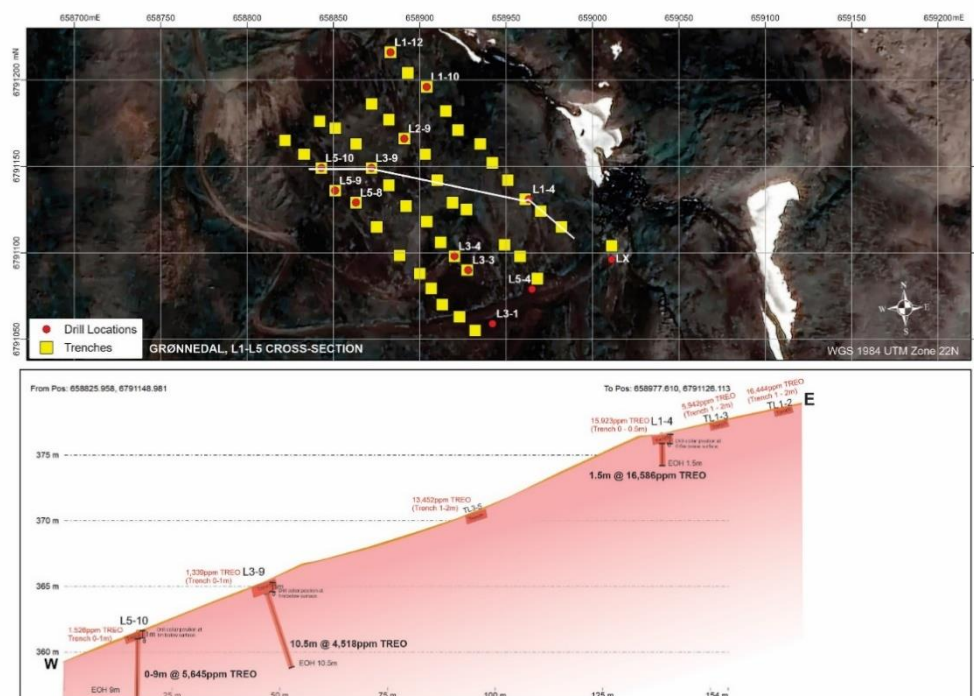 658700 mE 658750 658800 658850 658900 658950 659010 659050 659100 659150 659200 mE
6791200 mN
6791150
6791100
6791050
L1-12
L1-10
L2-9
L5-10
L3-9
L5-9
L5-8
L1-4
L3-4
L3-3
L5-4
LX
L3-1
N
W E
S
Drill Locations
Trenches
GRØNNEDAL, L1-L5 CROSS-SECTION
WGS 1984 UTM Zone 22N
From Pos: 658825.958, 6791148.981
To Pos: 658977.610, 6791126.113
16,444ppm TREO
(Trench 1 - 2m)
TL1-2
E
5,942ppm TREO
(Trench 1 - 2m)
TL1-3
15,923ppm TREO
(Trench 0 - 0.5m)
L1-4
EOH 1.5m
1.5m @ 16,586ppm TREO
375 m
13,452ppm TREO
(Trench 1-2m)
370 m
1,339ppm TREO
(Trench 0-1m)
L3-9
365 m
10.5m @ 4,518ppm TREO
EOH 10.5m
1,528ppm TREO
Trench 0-1m)
L5-10
360 m
W
0-9m @ 5,645ppm TREO
EOH 9m
25 m 50 m 75 m 100 m 125 m 154 m